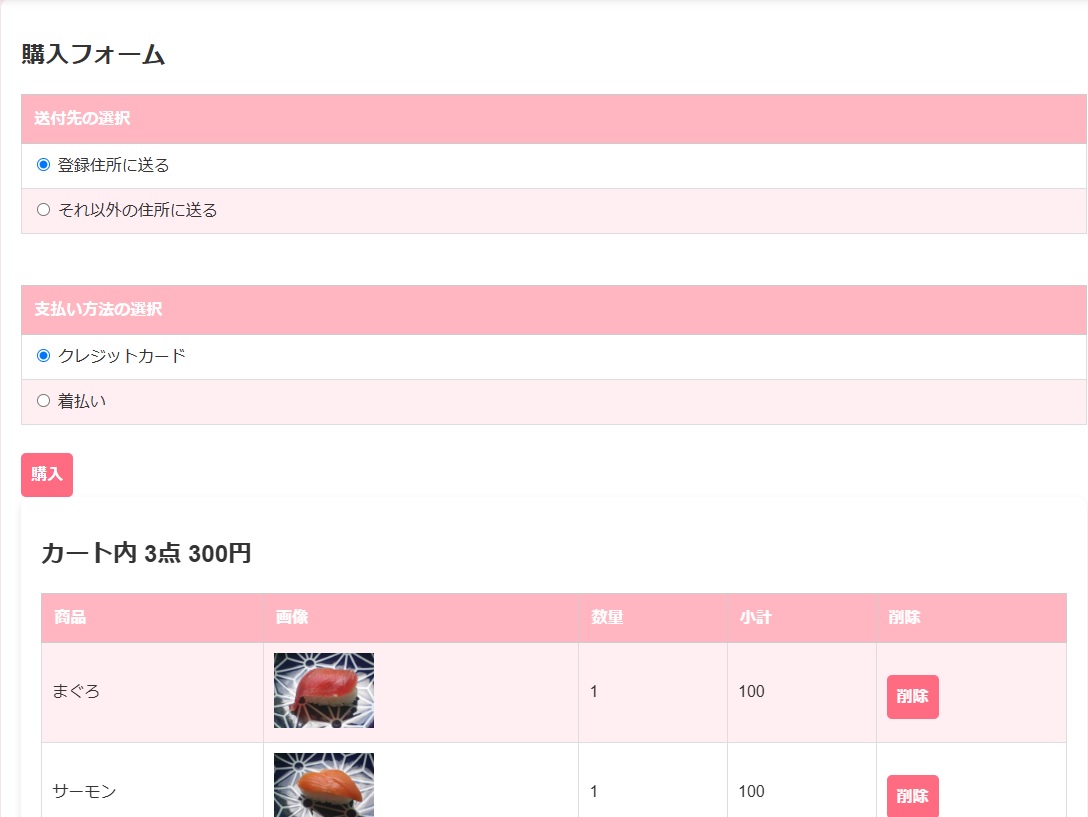 購入フォーム
送付先の選択
登録住所に送る
それ以外の住所に送る
支払い方法の選択
クレジットカード
着払い
購入
カート内 3点 300円
商品 画像 数量 小計 削除
まぐろ 1 100 削除
サーモン 1 100 削除